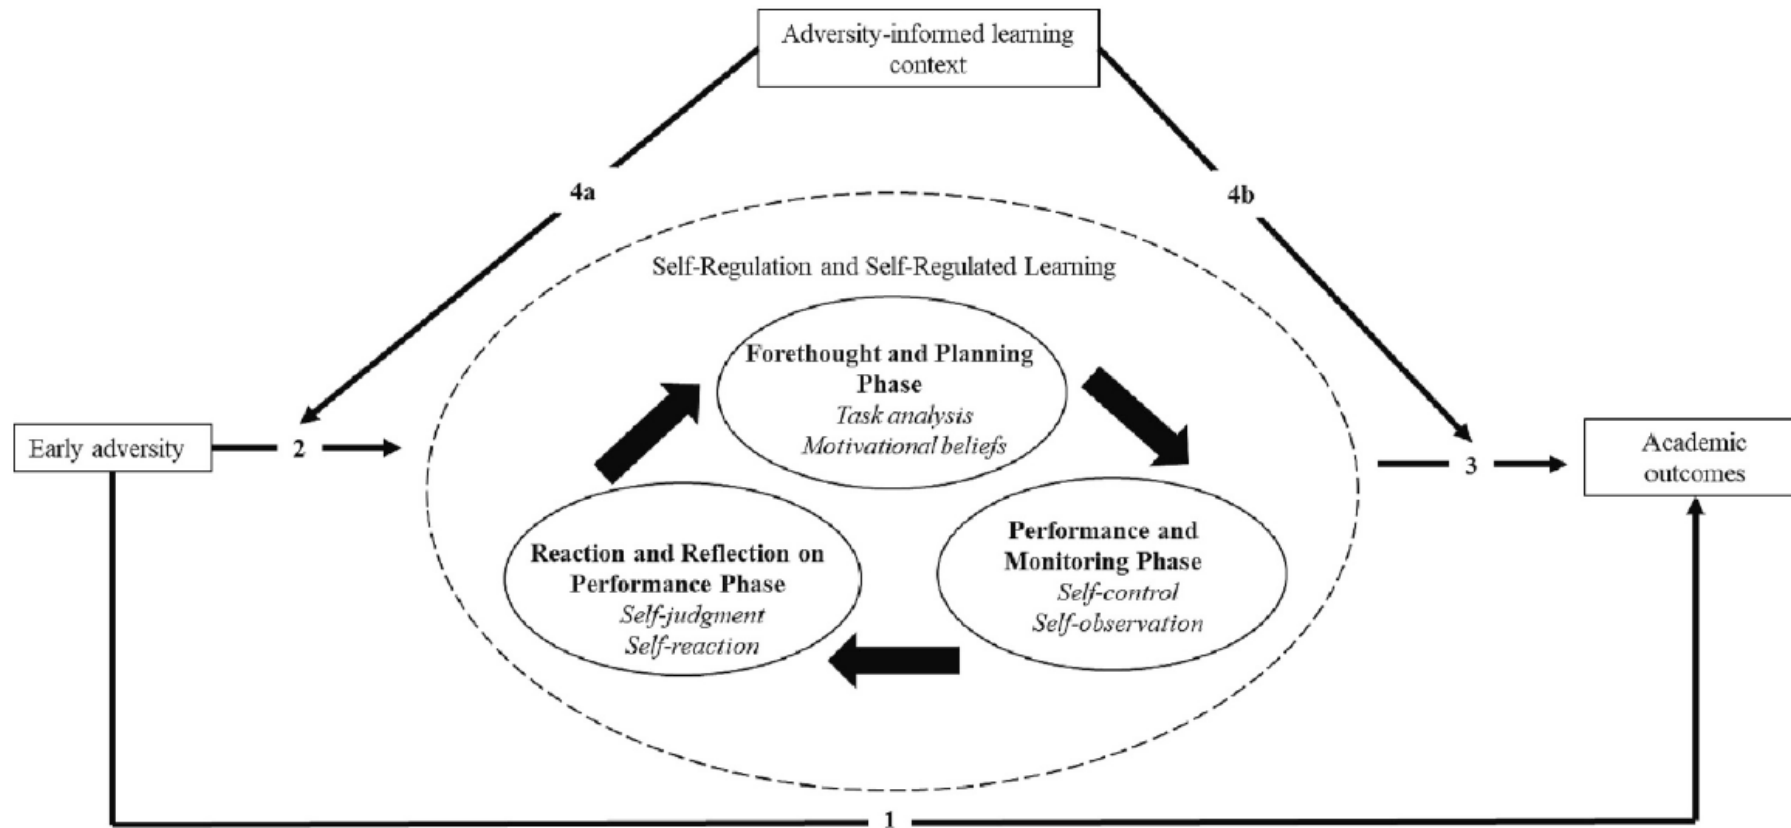 Adversity-informed learning
context
4a
4b
Self-Regulation and Self-Regulated Learning
Forethought and Planning
Phase
Task analysis
Motivational beliefs
Early adversity
2
3
Academic
outcomes
Reaction and Reflection on
Performance Phase
Self-judgment
Self-reaction
Performance and
Monitoring Phase
Self-control
Self-observation
1